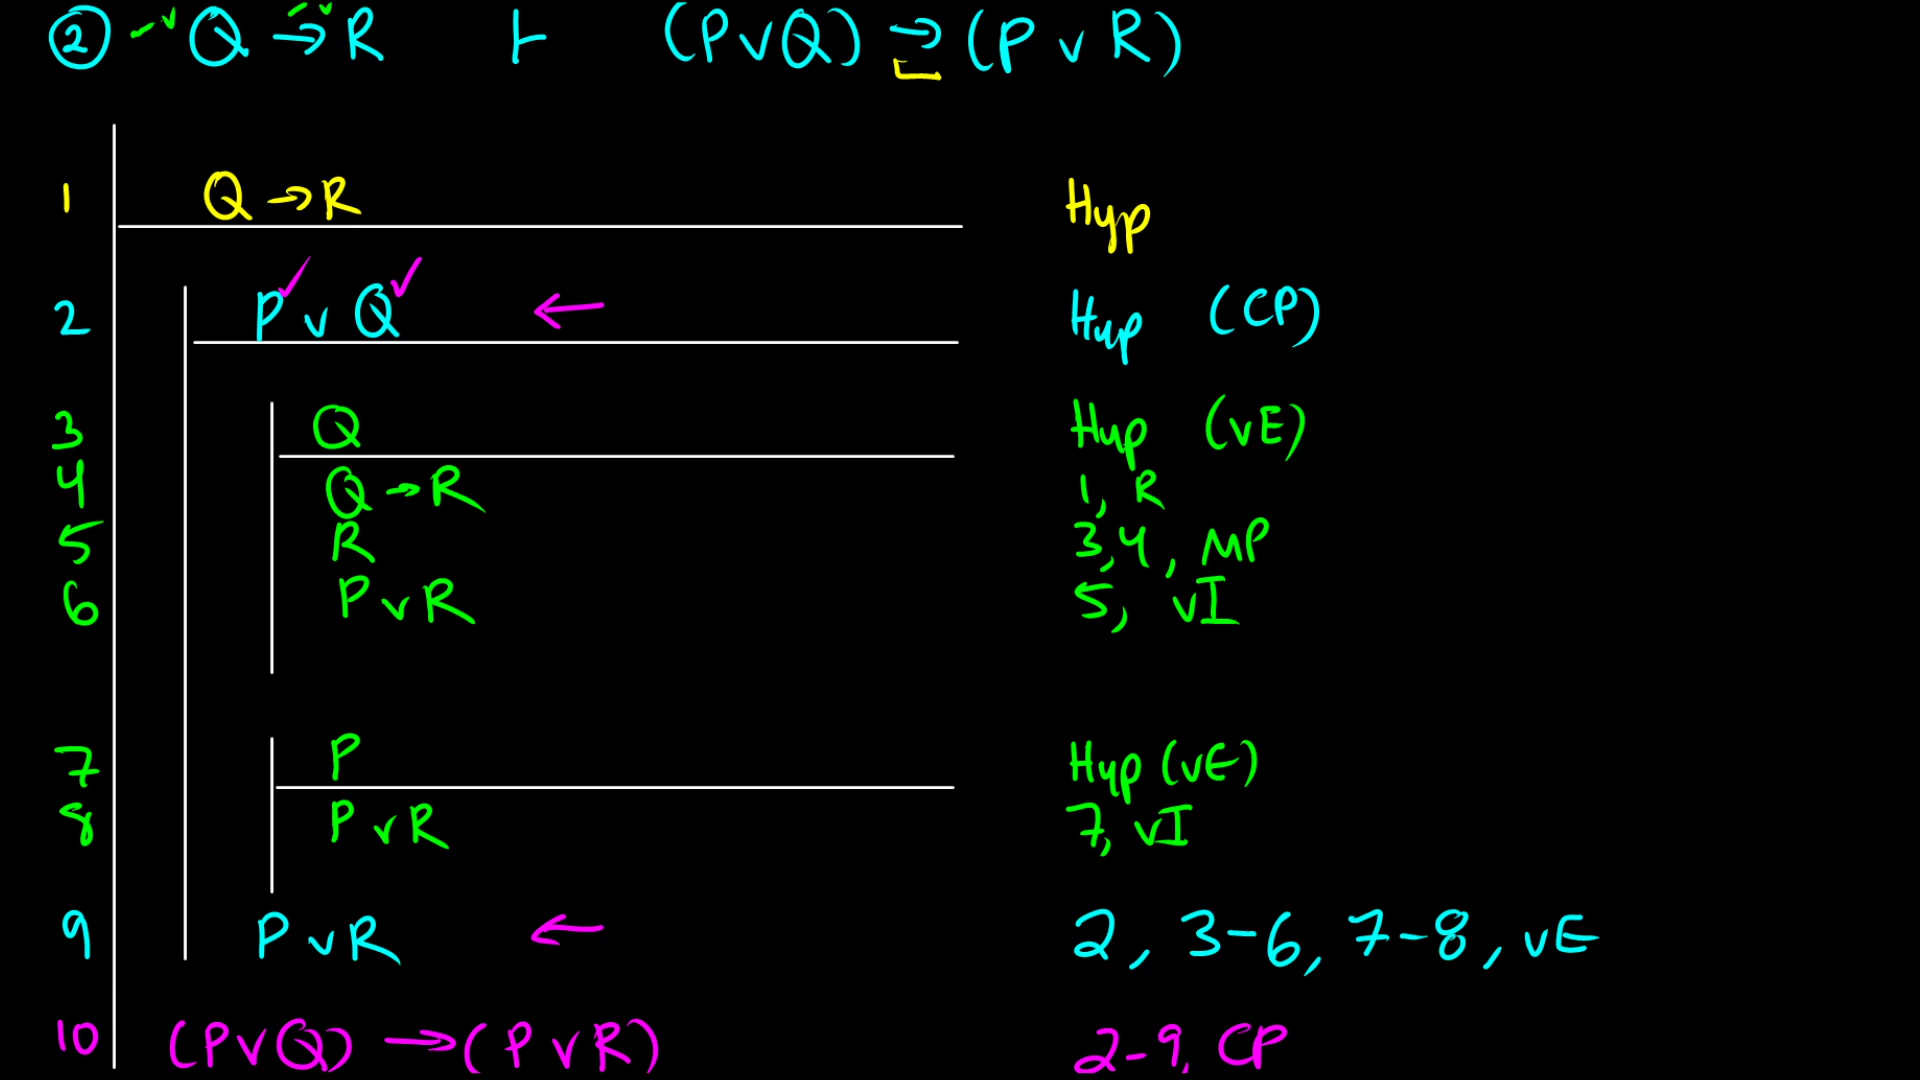 ② Q → R ⊢ (P ∨ Q) → (P ∨ R)
1 Q → R Hyp
2 P ∨ Q ← Hyp (CP)
3 Q Hyp (∨E)
4 Q → R 1, R
5 R 3,4, MP
6 P ∨ R 5, ∨I
7 P Hyp (∨E)
8 P ∨ R 7, ∨I
9 P ∨ R ← 2, 3-6, 7-8, ∨E
10 (P ∨ Q) → (P ∨ R) 2-9, CP